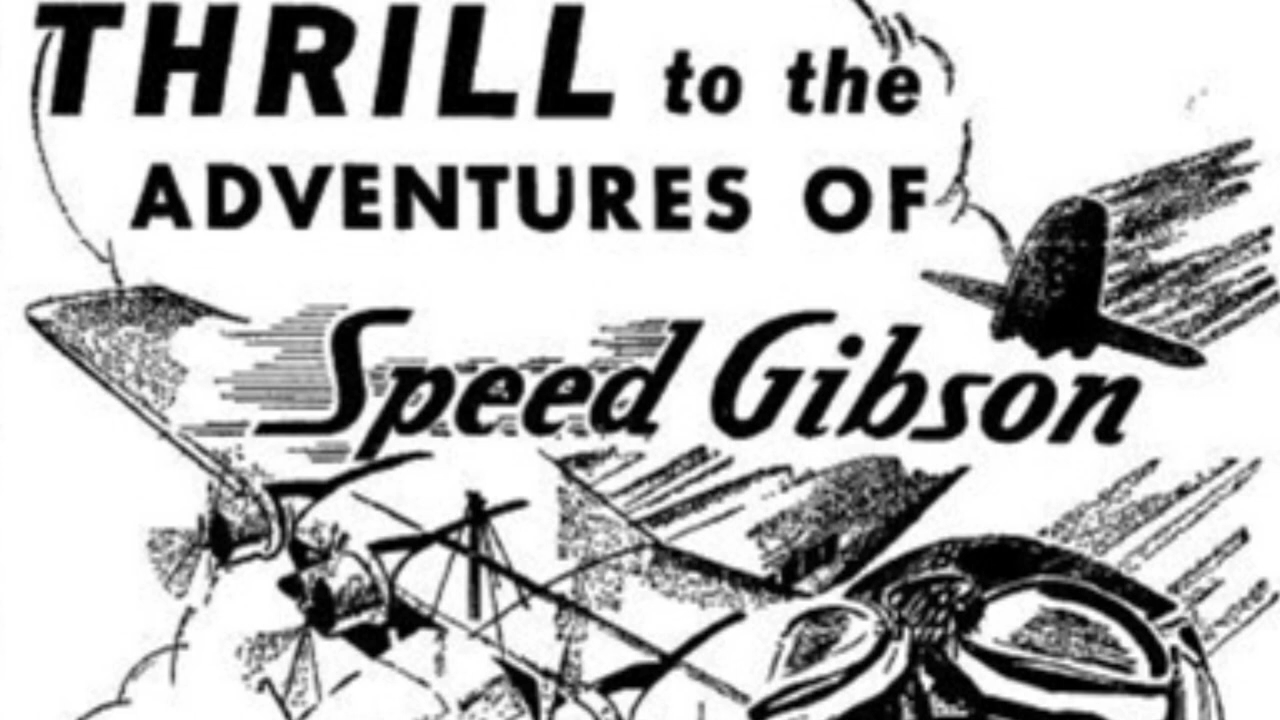 THRILL to the
ADVENTURES OF
Speed Gibson